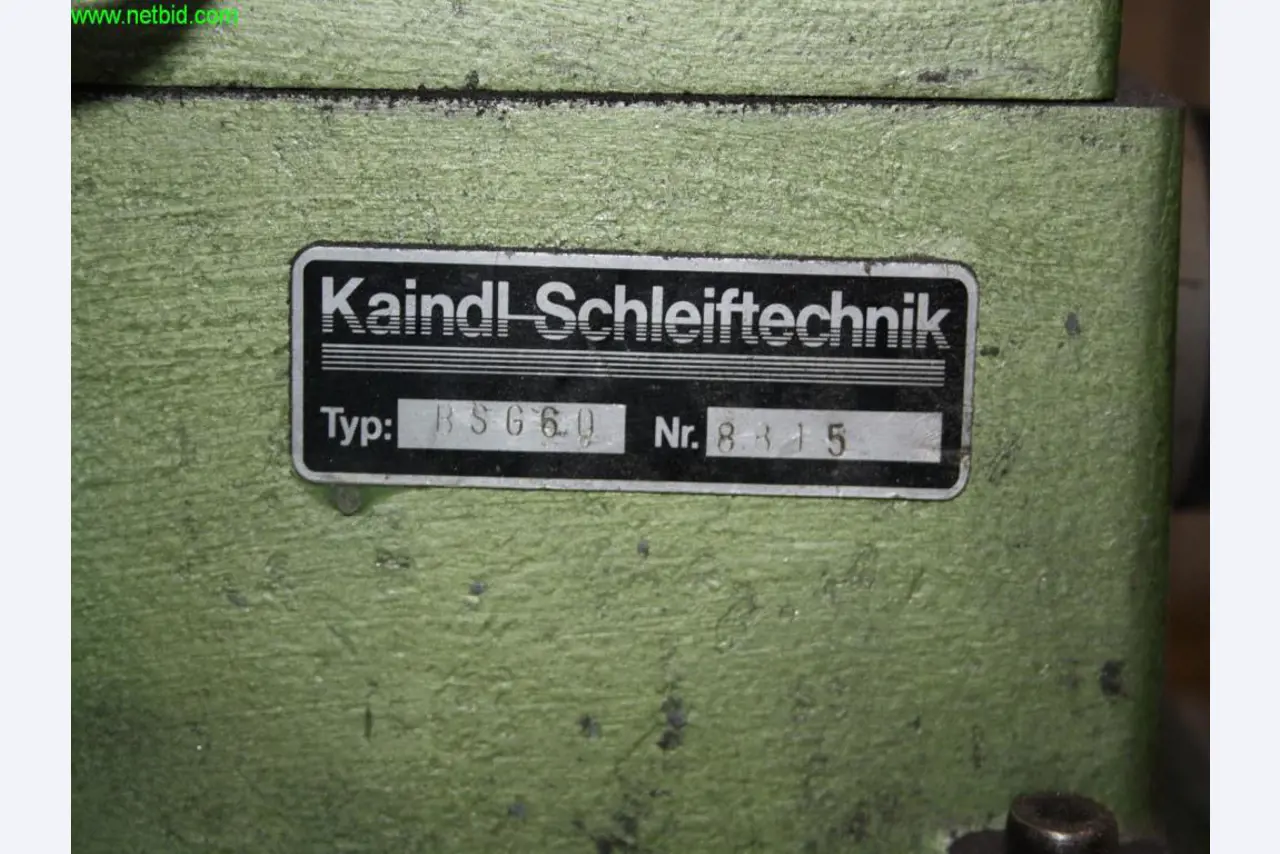 www.netbid.com
Kaindl-Schleiftechnik
Typ: BSG60 Nr. 8815